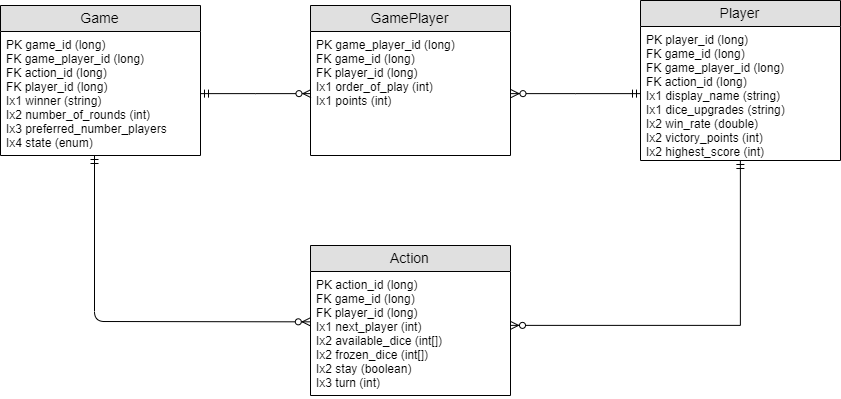 Game
PK game_id (long)
FK game_player_id (long)
FK action_id (long)
FK player_id (long)
Ix1 winner (string)
Ix2 number_of_rounds (int)
Ix3 preferred_number_players
Ix4 state (enum)
GamePlayer
PK game_player_id (long)
FK game_id (long)
FK player_id (long)
Ix1 order_of_play (int)
Ix1 points (int)
Player
PK player_id (long)
FK game_id (long)
FK game_player_id (long)
FK action_id (long)
Ix1 display_name (string)
Ix1 dice_upgrades (string)
Ix2 win_rate (double)
Ix2 victory_points (int)
Ix2 highest_score (int)
Action
PK action_id (long)
FK game_id (long)
FK player_id (long)
Ix1 next_player (int)
Ix2 available_dice (int[])
Ix2 frozen_dice (int[])
Ix2 stay (boolean)
Ix3 turn (int)